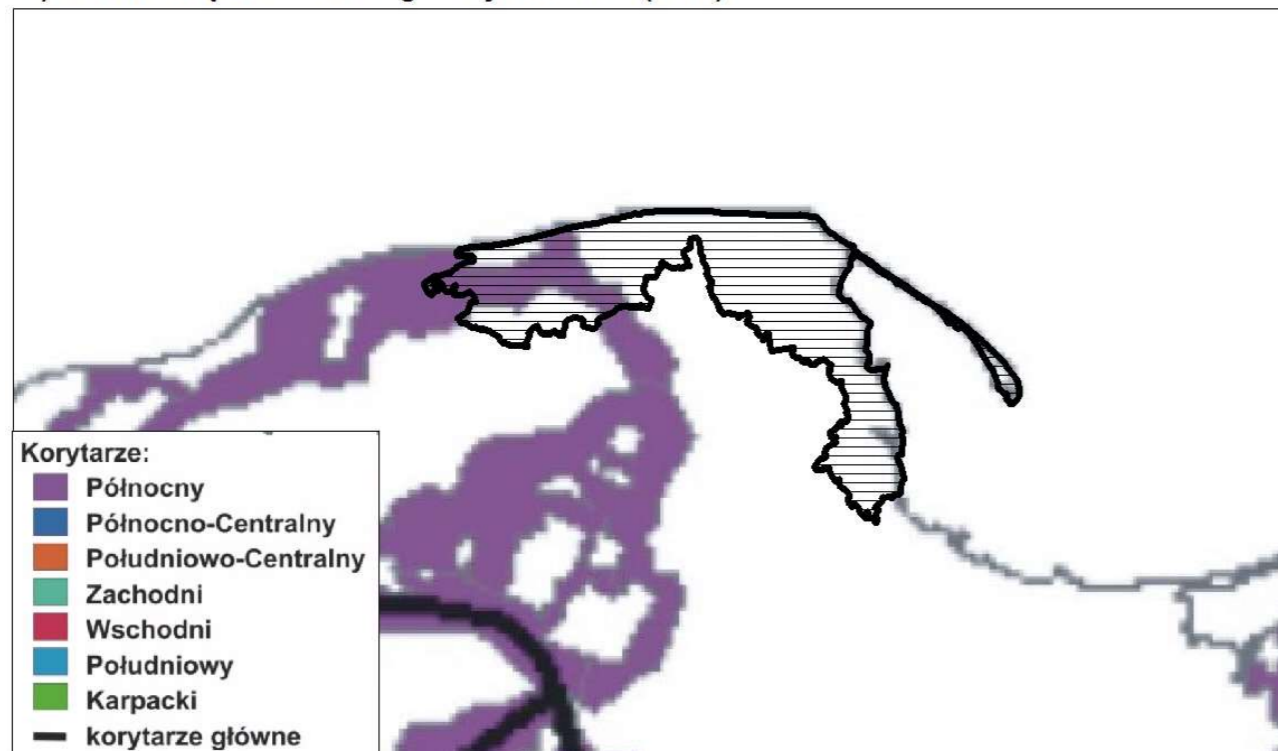 Korytarze:
Północny
Północno-Centralny
Południowo-Centralny
Zachodni
Wschodni
Południowy
Karpacki
korytarze główne